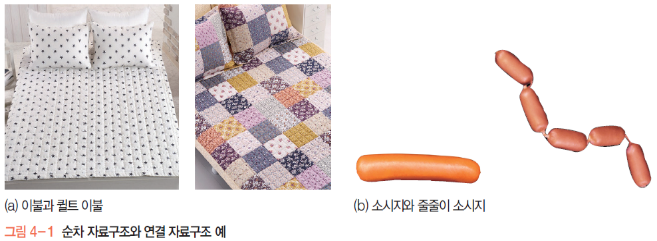 (a) 이불과 퀼트 이불
(b) 소시지와 줄줄이 소시지
그림 4-1 순차 자료구조와 연결 자료구조 예